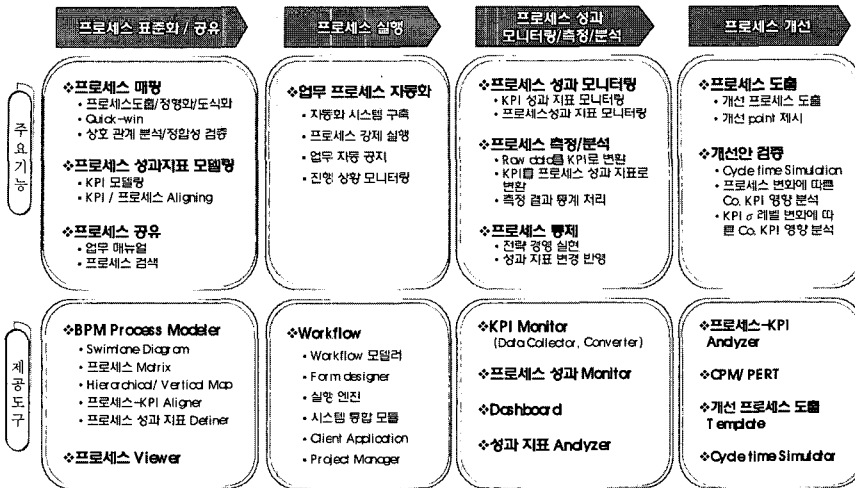 프로세스 표준화 / 공유
프로세스 실행
프로세스 성과
모니터링/측정/분석
프로세스 개선
주요기능
❖프로세스 매핑
• 프로세스도출/정형화/도식화
• Quick-win
• 상호 관계 분석/정합성 검증
❖프로세스 성과지표 모델링
• KPI 모델링
• KPI / 프로세스 Aligning
❖프로세스 공유
• 업무 매뉴얼
• 프로세스 검색
❖업무 프로세스 자동화
• 자동화 시스템 구축
• 프로세스 강제 실행
• 업무 자동 공지
• 진행 상황 모니터링
❖프로세스 성과 모니터링
• KPI 성과 지표 모니터링
• 프로세스성과 지표 모니터링
❖프로세스 측정/분석
• Raw data를 KPI로 변환
• KPI를 프로세스 성과 지표로
변환
• 측정 결과 통계 처리
❖프로세스 통제
• 전략 경영 실현
• 성과 지표 변경 반영
❖프로세스 도출
• 개선 프로세스 도출
• 개선 point 제시
❖개선안 검증
• Cycle time Simulation
• 프로세스 변화에 따른
Co. KPI 영향 분석
• KPI σ 레벨 변화에 따
른 Co. KPI 영향 분석
제공도구
❖BPM Process Modeler
• Swimlane Diagram
• 프로세스 Matrix
• Hierarchical/ Vertical Map
• 프로세스-KPI Aligner
• 프로세스 성과 지표 Definer
❖프로세스 Viewer
❖Workflow
• Workflow 모델러
• Form designer
• 실행 엔진
• 시스템 통합 모듈
• Client Application
• Project Manager
❖KPI Monitor
(Data Collector, Converter)
❖프로세스 성과 Monitor
❖Dashboard
❖성과 지표 Analyzer
❖프로세스-KPI
Analyzer
❖CPM/ PERT
❖개선 프로세스 도출
Template
❖Cycle time Simulator